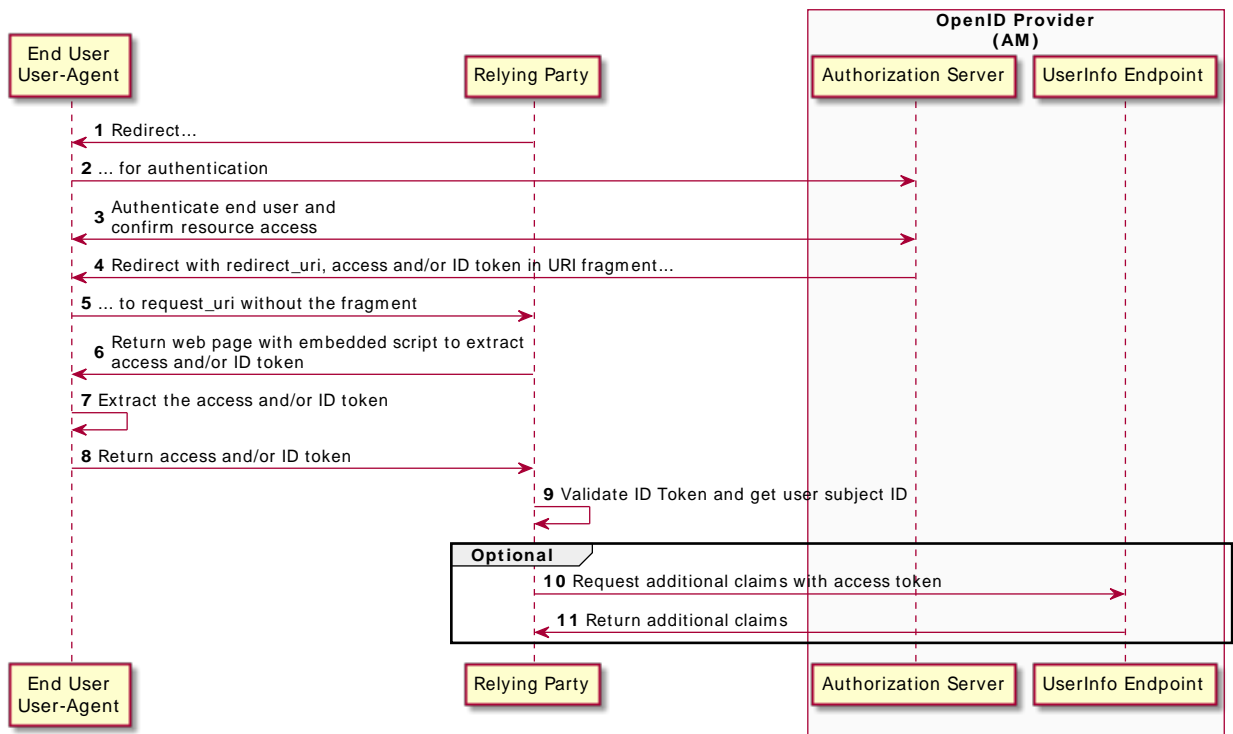 OpenID Provider
(AM)
End User
User-Agent
Relying Party
Authorization Server
UserInfo Endpoint
1 Redirect...
2 ... for authentication
3 Authenticate end user and
confirm resource access
4 Redirect with redirect_uri, access and/or ID token in URI fragment...
5 ... to request_uri without the fragment
6 Return web page with embedded script to extract
access and/or ID token
7 Extract the access and/or ID token
8 Return access and/or ID token
9 Validate ID Token and get user subject ID
Optional
10 Request additional claims with access token
11 Return additional claims
End User
User-Agent
Relying Party
Authorization Server
UserInfo Endpoint